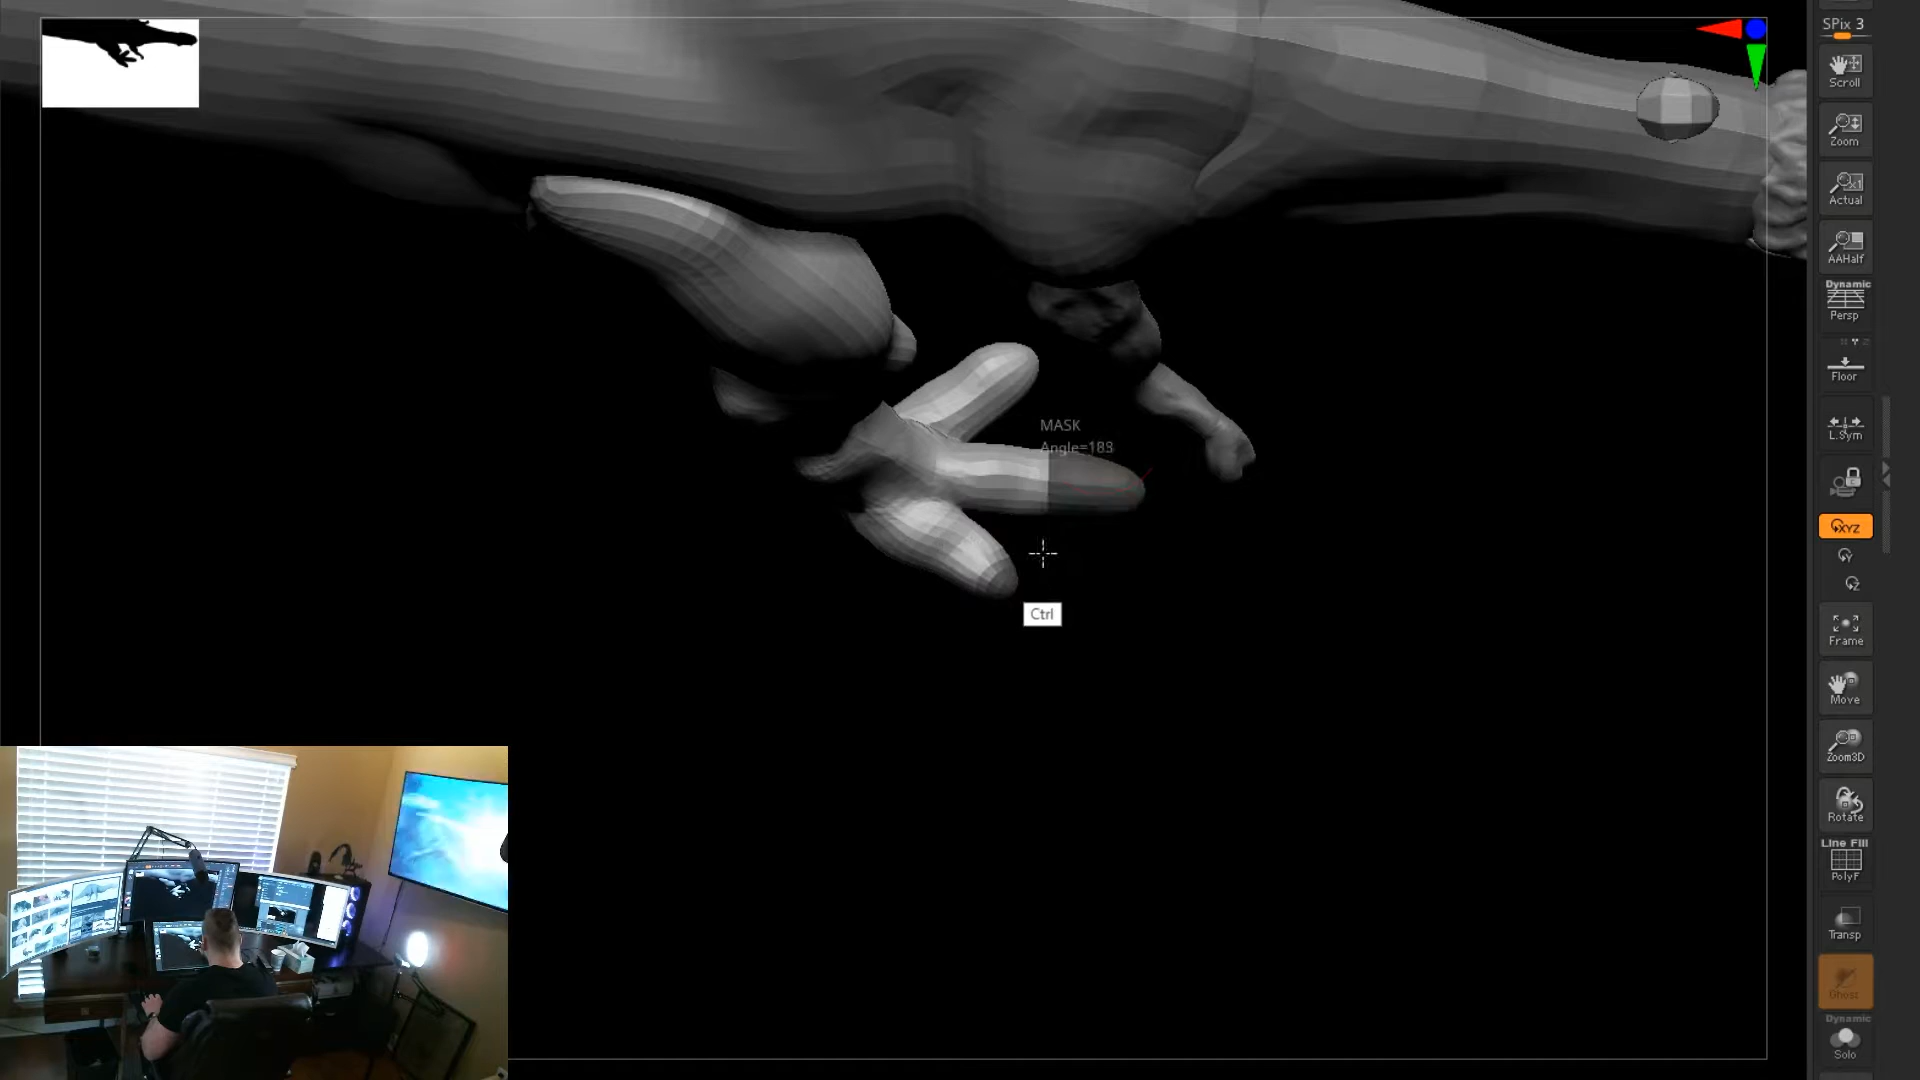 SPix 3
Scroll
Zoom
Actual
AAHalf
Dynamic
Persp
Floor
L.Sym
XYZ
Y
Z
Frame
Move
Zoom3D
Rotate
Line Fill
PolyF
Transp
Ghost
Dynamic
Solo
MASK
Angle=188
Ctrl